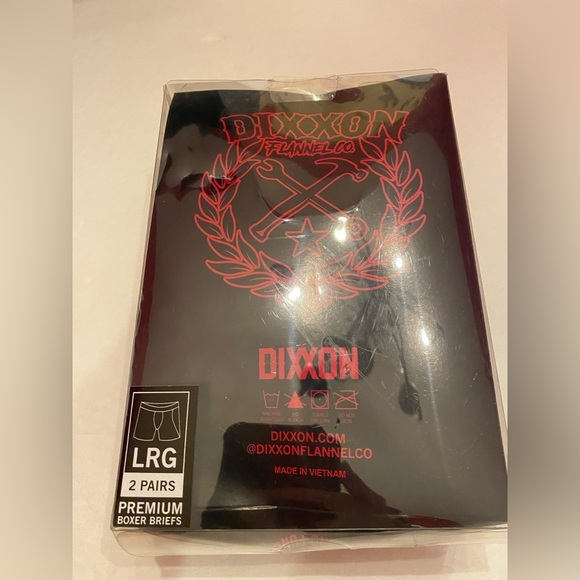 DIXXON
FLANNEL CO.
DIXXON
DIXXON.COM
@DIXXONFLANNELCO
MADE IN VIETNAM
LRG
2 PAIRS
PREMIUM
BOXER BRIEFS